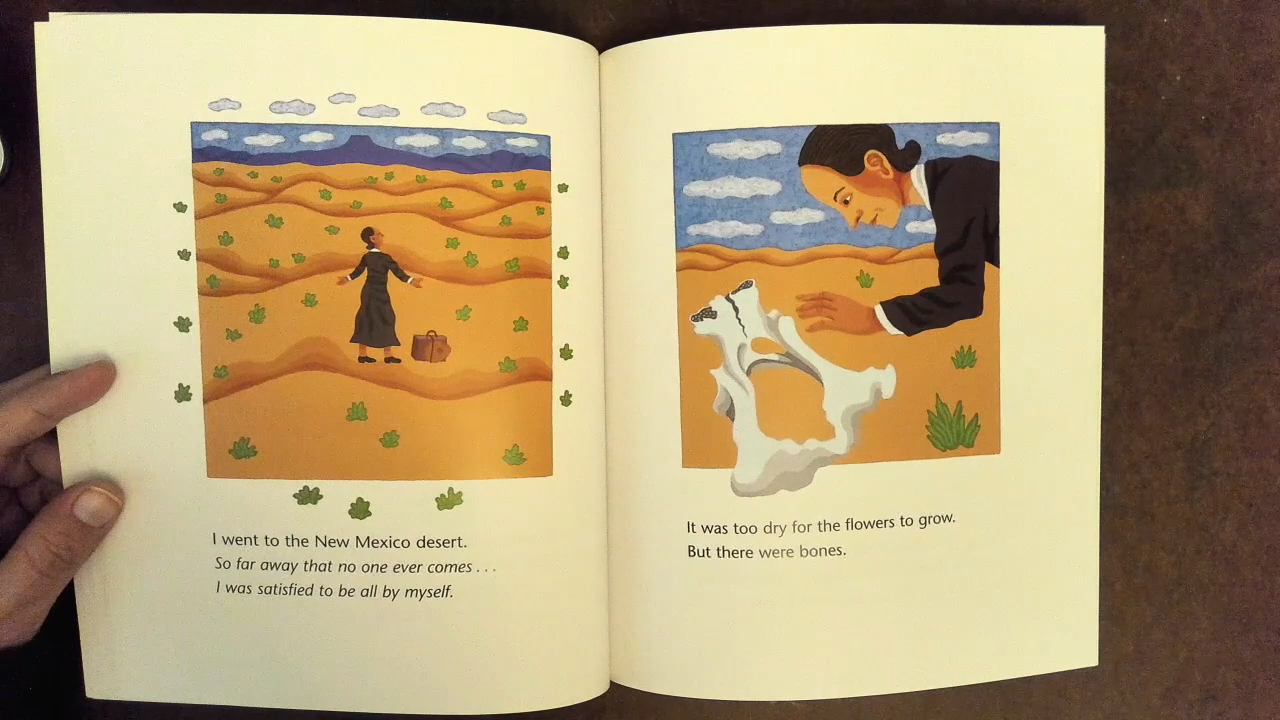 I went to the New Mexico desert.
So far away that no one ever comes . . .
I was satisfied to be all by myself.
It was too dry for the flowers to grow.
But there were bones.